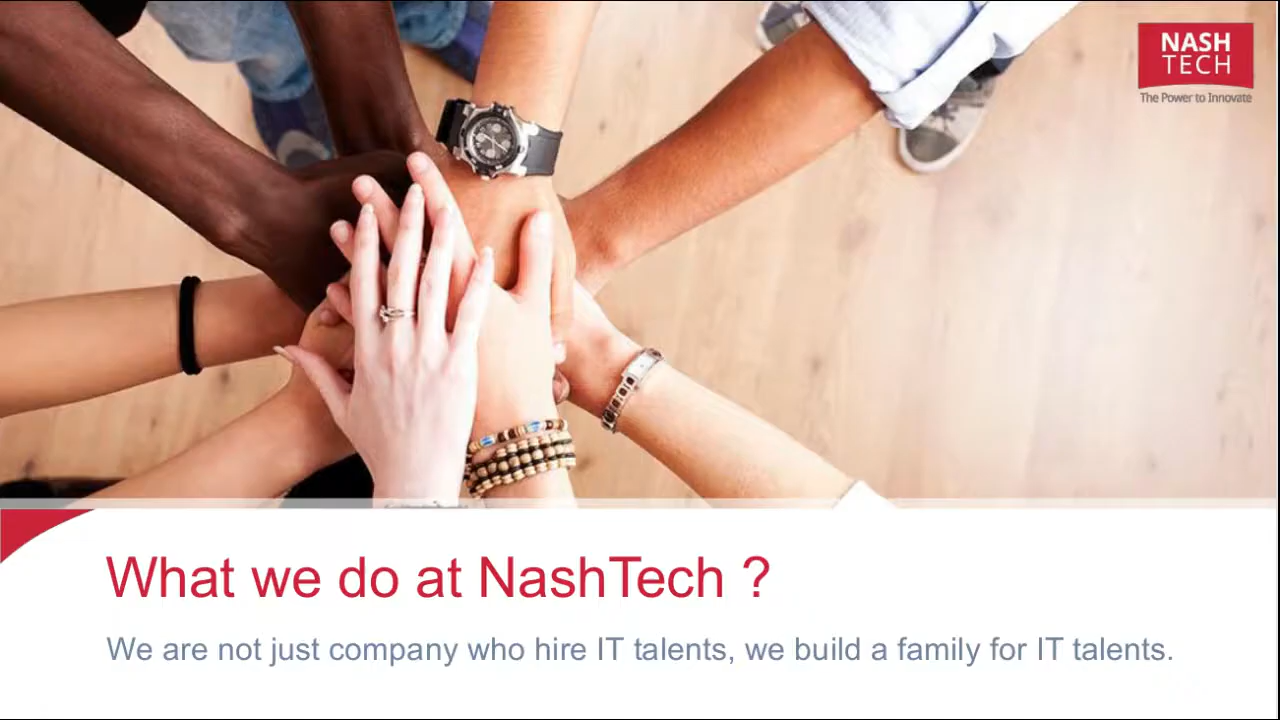 NASH
TECH
The Power to Innovate
What we do at NashTech ?
We are not just company who hire IT talents, we build a family for IT talents.